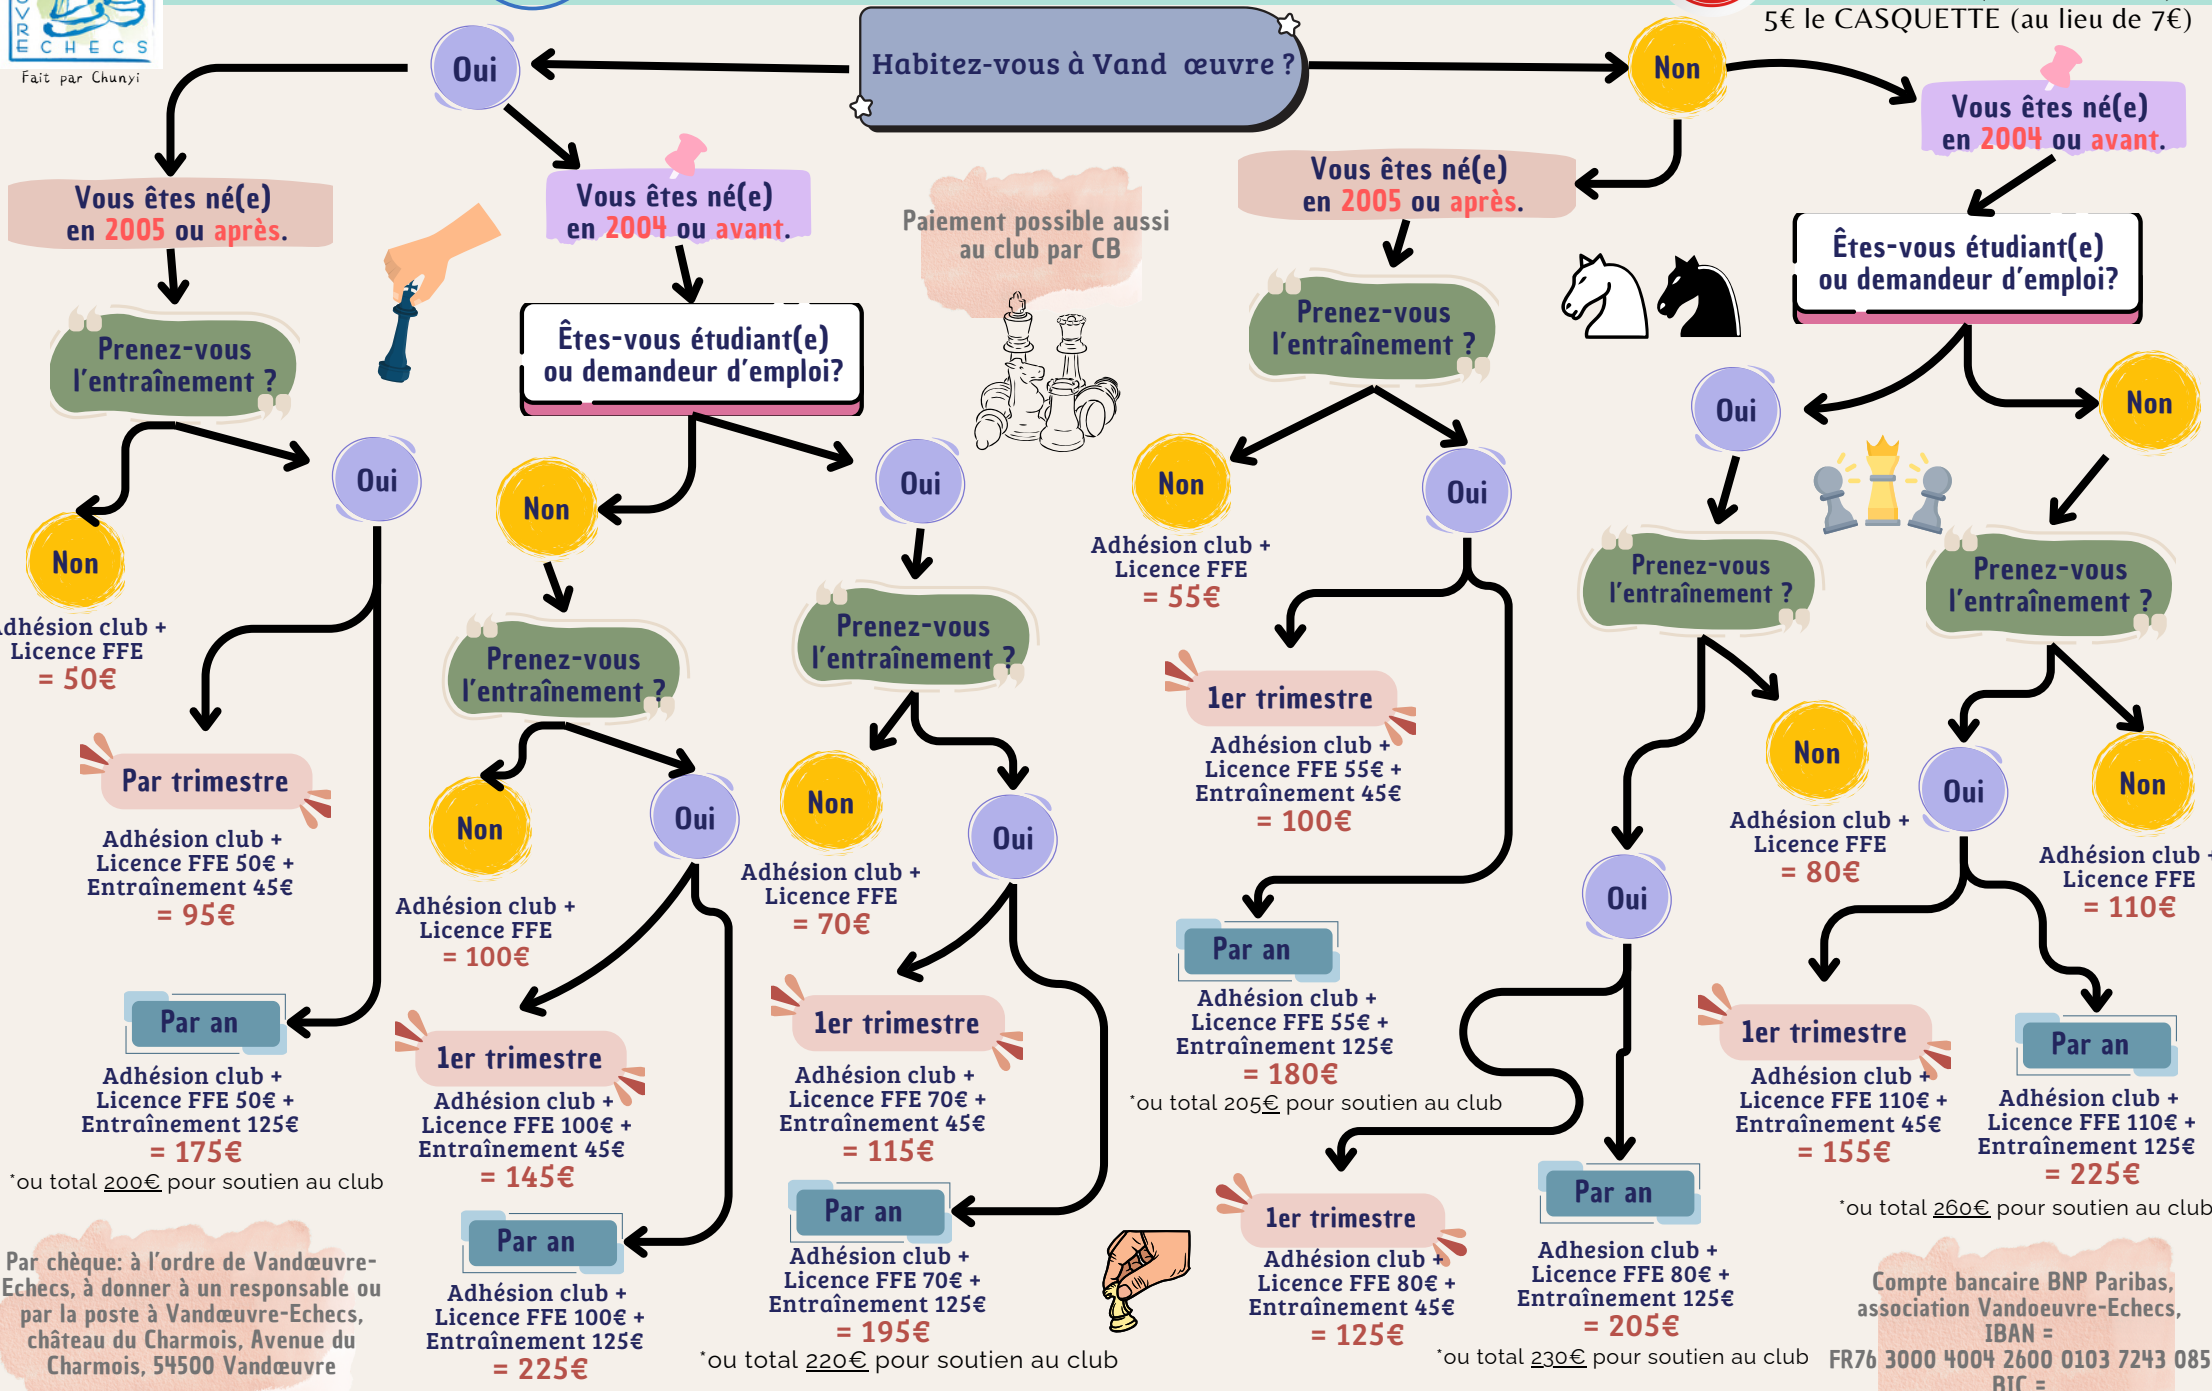 5€ le CASQUETTE (au lieu de 7€)
ECHECS
Fait par Chunyi
Habitez-vous à Vand œuvre ?
Oui
Non
Vous êtes né(e)
en 2005 ou après.
Prenez-vous
l'entraînement ?
Non
Adhésion club +
Licence FFE
= 50€
Oui
Par trimestre
Adhésion club +
Licence FFE 50€ +
Entraînement 45€
= 95€
Par an
Adhésion club +
Licence FFE 50€ +
Entraînement 125€
= 175€
*ou total 200€ pour soutien au club
Par chèque: à l'ordre de Vandœuvre-
Echecs, à donner à un responsable ou
par la poste à Vandœuvre-Echecs,
château du Charmois, Avenue du
Charmois, 54500 Vandœuvre
Vous êtes né(e)
en 2004 ou avant.
Êtes-vous étudiant(e)
ou demandeur d'emploi?
Non
Prenez-vous
l'entraînement ?
Non
Adhésion club +
Licence FFE
= 100€
Oui
1er trimestre
Adhésion club +
Licence FFE 100€ +
Entraînement 45€
= 145€
Par an
Adhésion club +
Licence FFE 100€ +
Entraînement 125€
= 225€
Oui
Prenez-vous
l'entraînement ?
Non
Adhésion club +
Licence FFE
= 70€
Oui
1er trimestre
Adhésion club +
Licence FFE 70€ +
Entraînement 45€
= 115€
Par an
Adhésion club +
Licence FFE 70€ +
Entraînement 125€
= 195€
*ou total 220€ pour soutien au club
Paiement possible aussi
au club par CB
Vous êtes né(e)
en 2005 ou après.
Prenez-vous
l'entraînement ?
Non
Adhésion club +
Licence FFE
= 55€
Oui
1er trimestre
Adhésion club +
Licence FFE 55€ +
Entraînement 45€
= 100€
Par an
Adhésion club +
Licence FFE 55€ +
Entraînement 125€
= 180€
*ou total 205€ pour soutien au club
Vous êtes né(e)
en 2004 ou avant.
Êtes-vous étudiant(e)
ou demandeur d'emploi?
Oui
Prenez-vous
l'entraînement ?
Non
Adhésion club +
Licence FFE
= 80€
Oui
1er trimestre
Adhésion club +
Licence FFE 80€ +
Entraînement 45€
= 125€
Par an
Adhésion club +
Licence FFE 80€ +
Entraînement 125€
= 205€
*ou total 230€ pour soutien au club
Non
Prenez-vous
l'entraînement ?
Oui
Non
Adhésion club +
Licence FFE
= 110€
1er trimestre
Adhésion club +
Licence FFE 110€ +
Entraînement 45€
= 155€
Par an
Adhésion club +
Licence FFE 110€ +
Entraînement 125€
= 225€
*ou total 260€ pour soutien au club
Compte bancaire BNP Paribas,
association Vandoeuvre-Echecs,
IBAN =
FR76 3000 4004 2600 0103 7243 085
BIC =